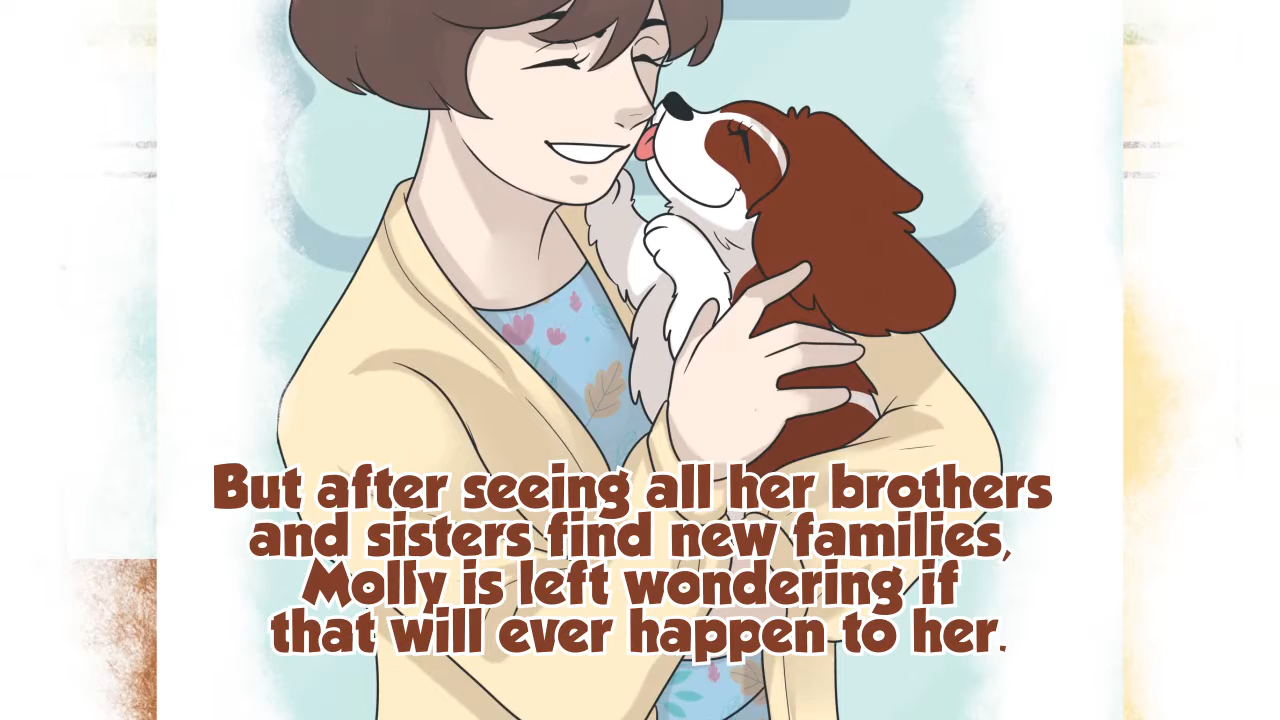 But after seeing all her brothers
and sisters find new families,
Molly is left wondering if
that will ever happen to her.